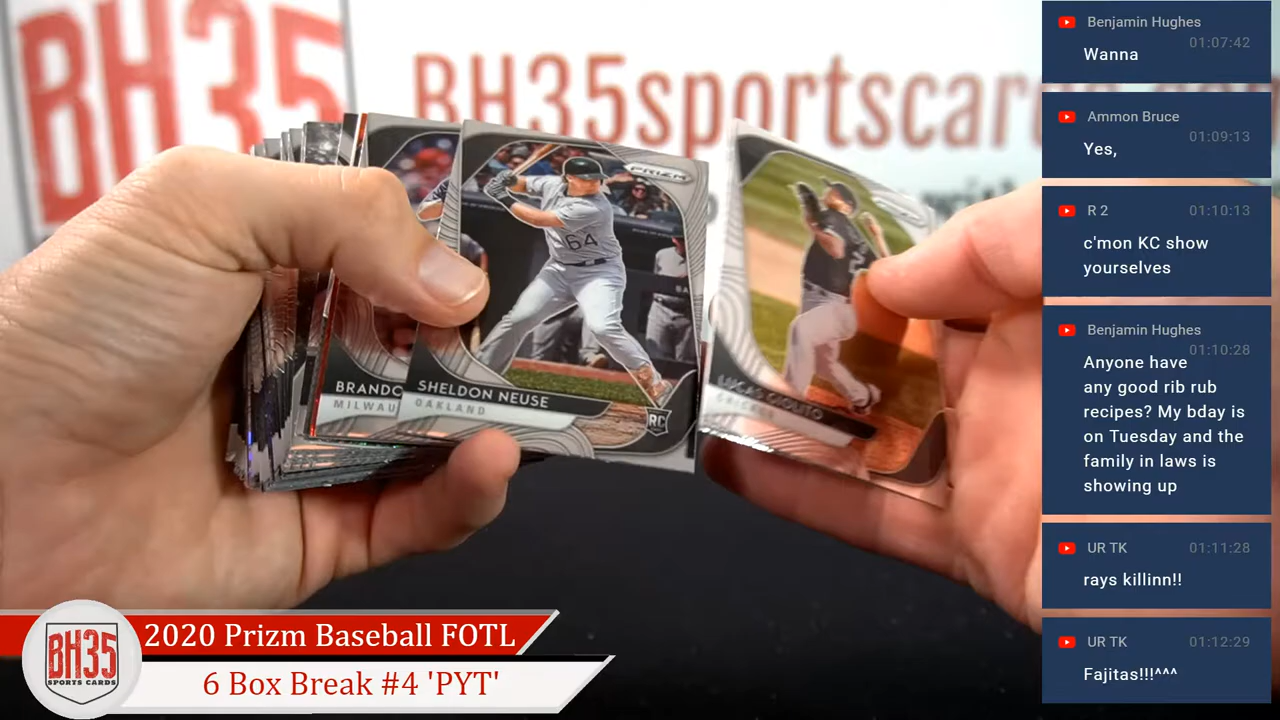 BH35
BH35sportscar
PRIZM
64
BRANDO
MILWAU
SHELDON NEUSE
OAKLAND
RC
LUCAS GIOLITO
CHICAGO
2020 Prizm Baseball FOTL
6 Box Break #4 'PYT'
BH35
SPORTS CARDS
Benjamin Hughes
01:07:42
Wanna
Ammon Bruce
01:09:13
Yes,
R 2
01:10:13
c'mon KC show
yourselves
Benjamin Hughes
01:10:28
Anyone have
any good rib rub
recipes? My bday is
on Tuesday and the
family in laws is
showing up
UR TK
01:11:28
rays killinn!!
UR TK
01:12:29
Fajitas!!!^^^